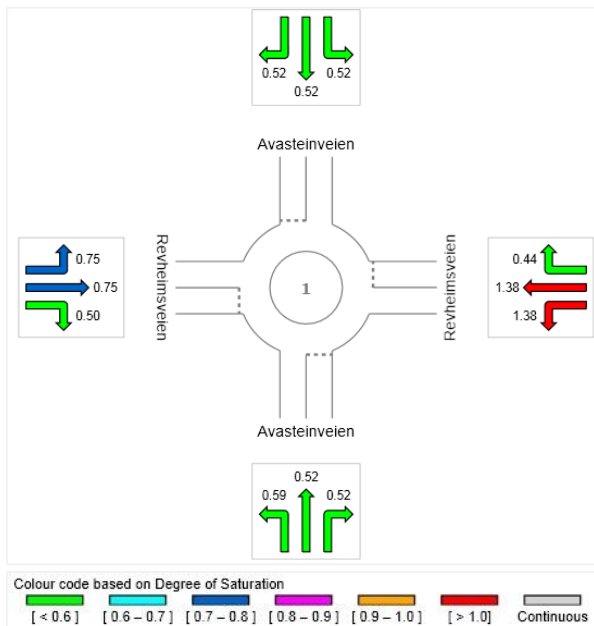 0.52 0.52
0.52
Avasteinveien
Revheimsveien
0.75
0.75
0.50
1
Revheimsveien
0.44
1.38
1.38
Avasteinveien
0.52
0.59 0.52
Colour code based on Degree of Saturation
[ < 0.6 ] [ 0.6 – 0.7 ] [ 0.7 – 0.8 ] [ 0.8 – 0.9 ] [ 0.9 – 1.0 ] [ > 1.0 ] Continuous